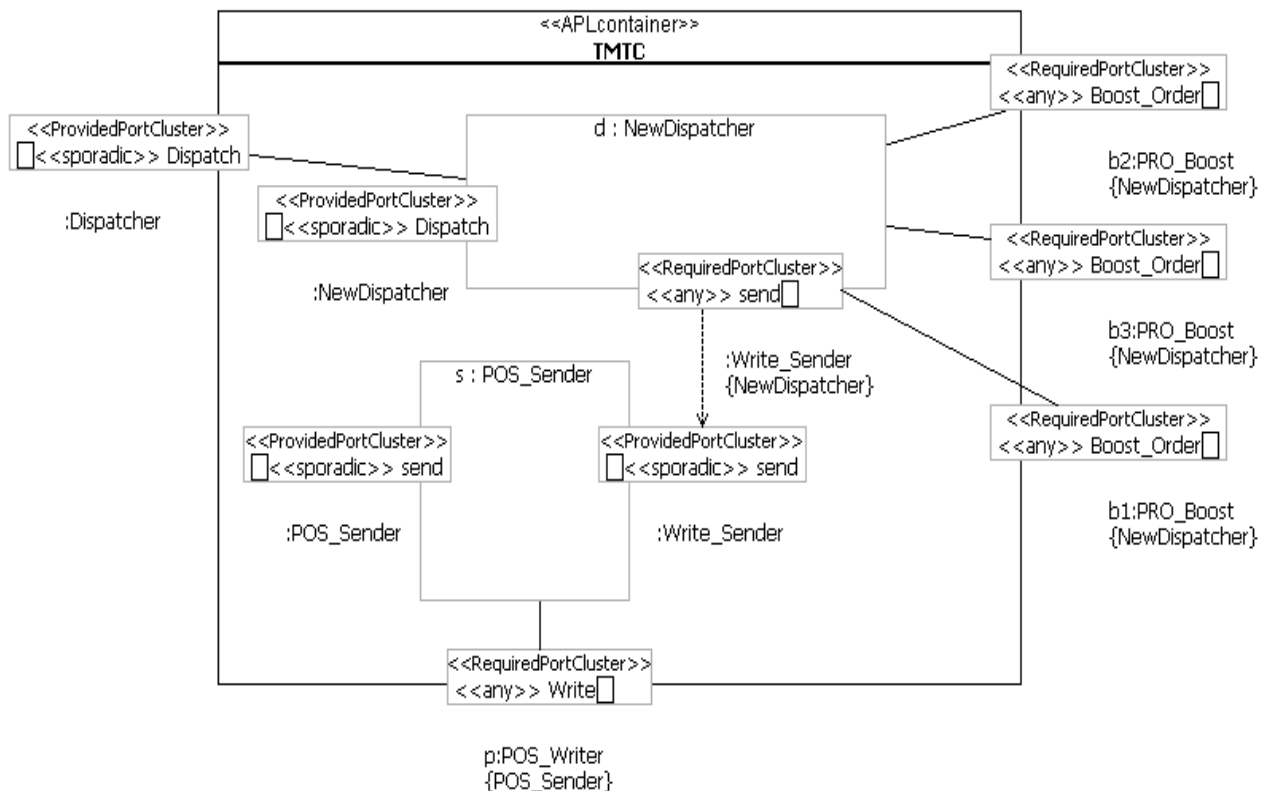 <<APLcontainer>>
TMTC
<<RequiredPortCluster>>
<<any>> Boost_Order
<<ProvidedPortCluster>>
<<sporadic>> Dispatch
d : NewDispatcher
b2:PRO_Boost
{NewDispatcher}
<<ProvidedPortCluster>>
<<sporadic>> Dispatch
:Dispatcher
<<RequiredPortCluster>>
<<any>> Boost_Order
<<RequiredPortCluster>>
<<any>> send
:NewDispatcher
b3:PRO_Boost
{NewDispatcher}
:Write_Sender
{NewDispatcher}
s : POS_Sender
<<RequiredPortCluster>>
<<any>> Boost_Order
<<ProvidedPortCluster>>
<<sporadic>> send
<<ProvidedPortCluster>>
<<sporadic>> send
b1:PRO_Boost
{NewDispatcher}
:POS_Sender
:Write_Sender
<<RequiredPortCluster>>
<<any>> Write
p:POS_Writer
{POS_Sender}